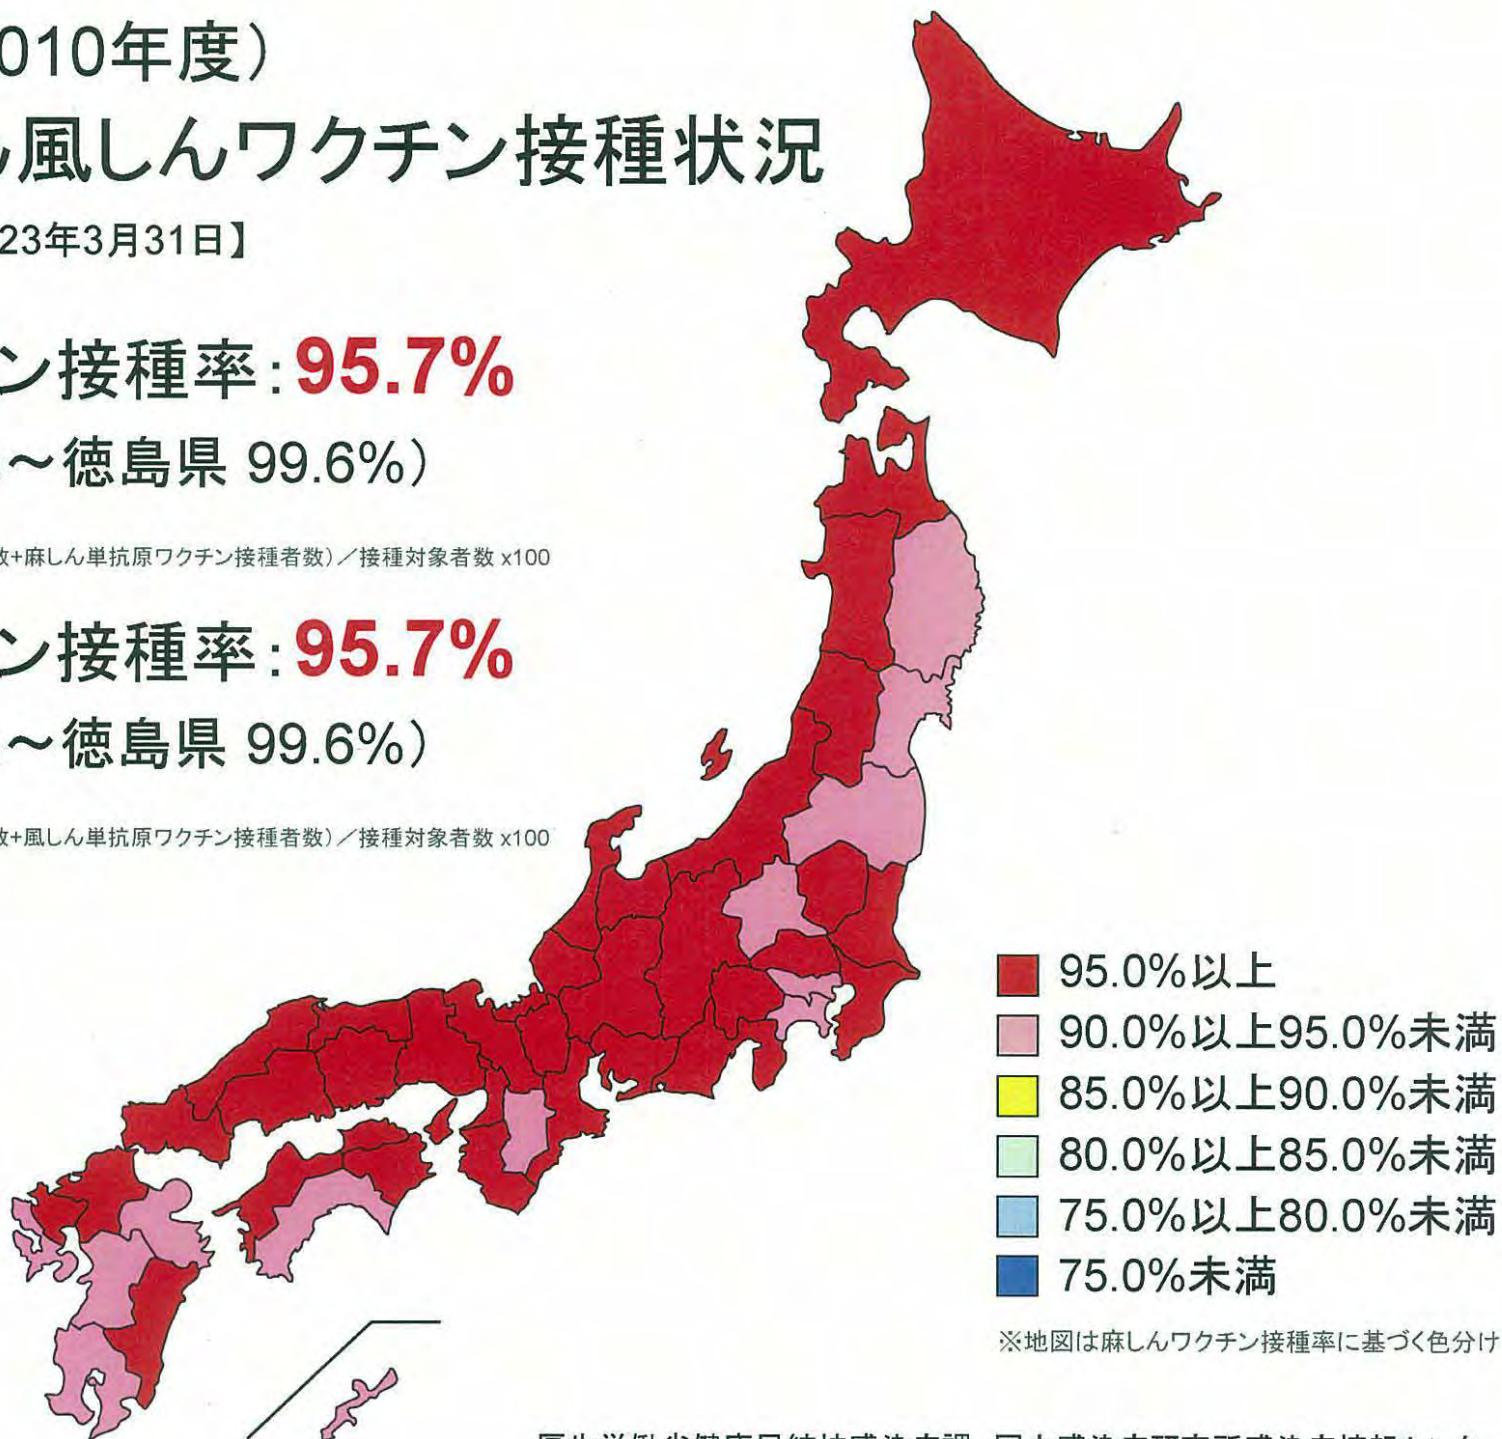 010年度)
風しんワクチン接種状況
23年3月31日】
ン接種率:95.7%
~徳島県 99.6%)
数+麻しん単抗原ワクチン接種者数)/接種対象者数 x100
ン接種率:95.7%
~徳島県 99.6%)
数+風しん単抗原ワクチン接種者数)/接種対象者数 x100
95.0%以上
90.0%以上95.0%未満
85.0%以上90.0%未満
80.0%以上85.0%未満
75.0%以上80.0%未満
75.0%未満
※地図は麻しんワクチン接種率に基づく色分け